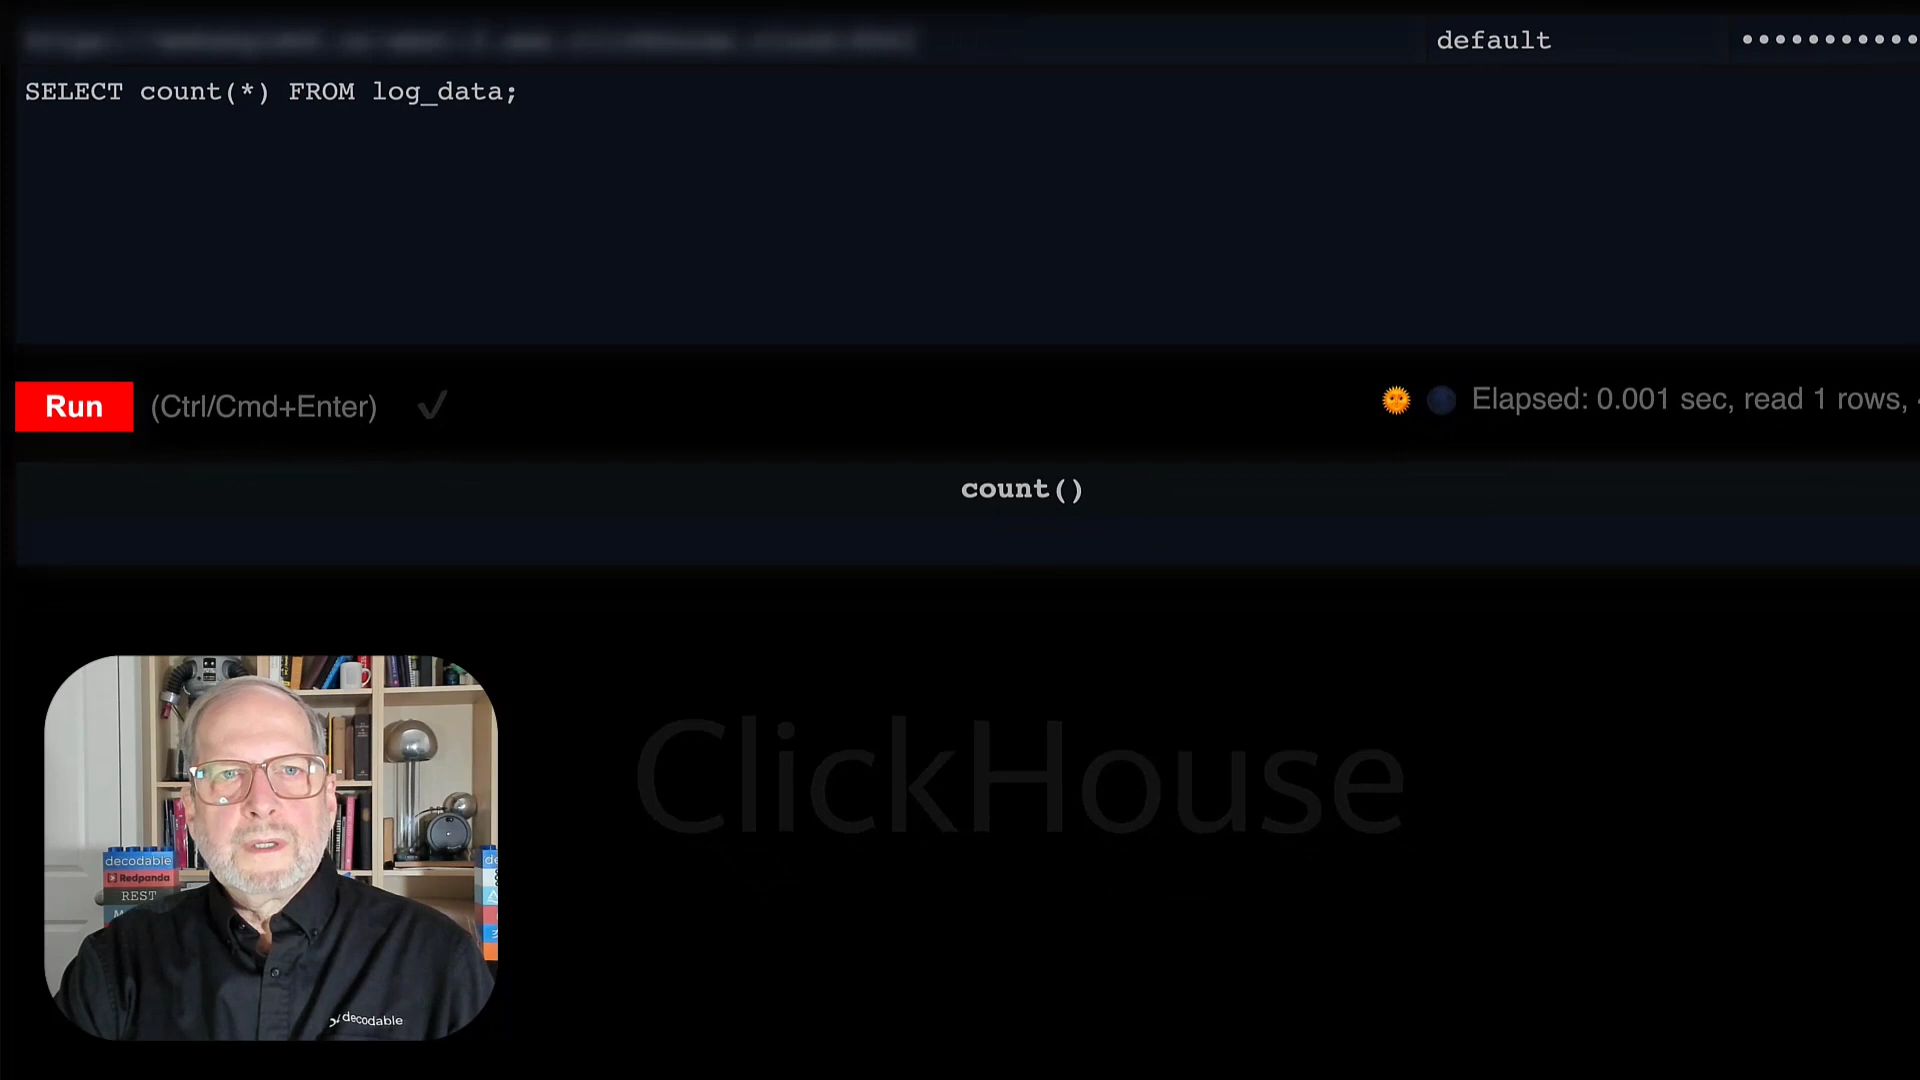 default ••••••••••••
SELECT count(*) FROM log_data;
Run (Ctrl/Cmd+Enter) ✓ Elapsed: 0.001 sec, read 1 rows,
count()
ClickHouse
decodable
Redpanda
REST
decodable